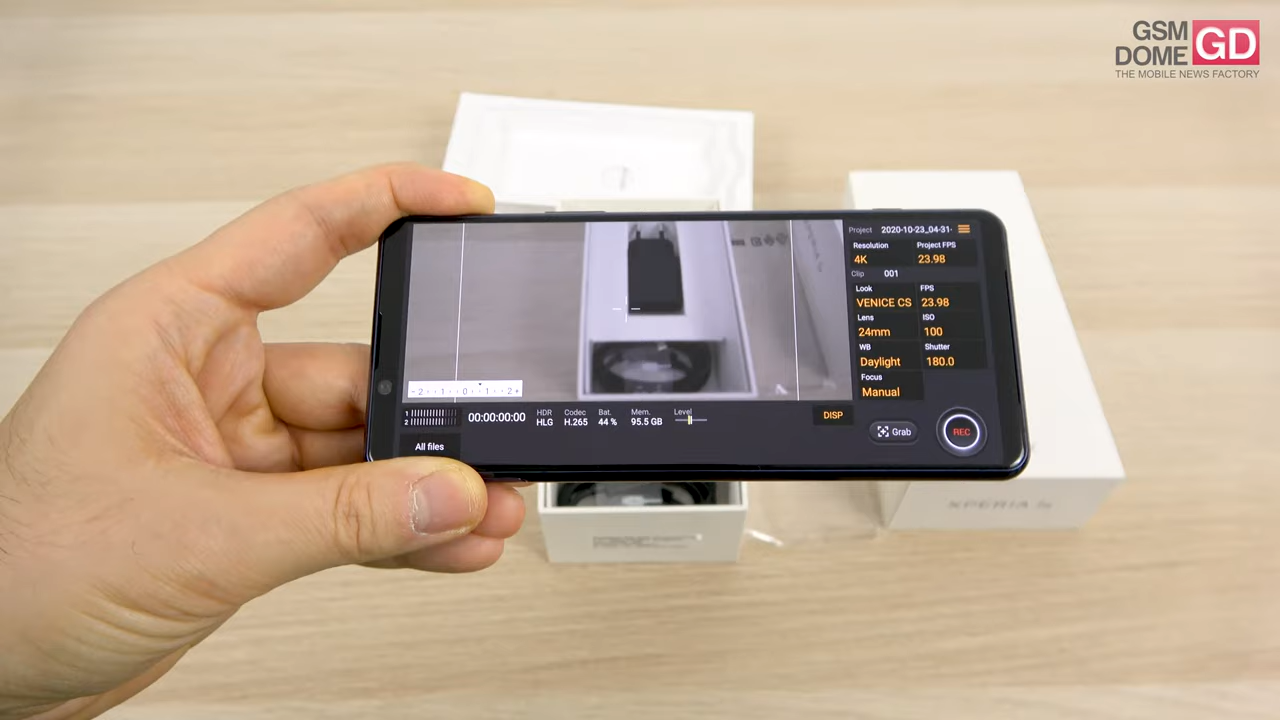 GSM
DOME GD
THE MOBILE NEWS FACTORY
Project 2020-10-23_04-31-
Resolution Project FPS
4K 23.98
Clip 001
Look FPS
VENICE CS 23.98
Lens ISO
24mm 100
WB Shutter
Daylight 180.0
Focus
Manual
-2 1 0 1 2+
1
2
00:00:00:00
HDR Codec Bat. Mem. Level
HLG H.265 44 % 95.5 GB
DISP
Grab
REC
All files
XPERIA 5